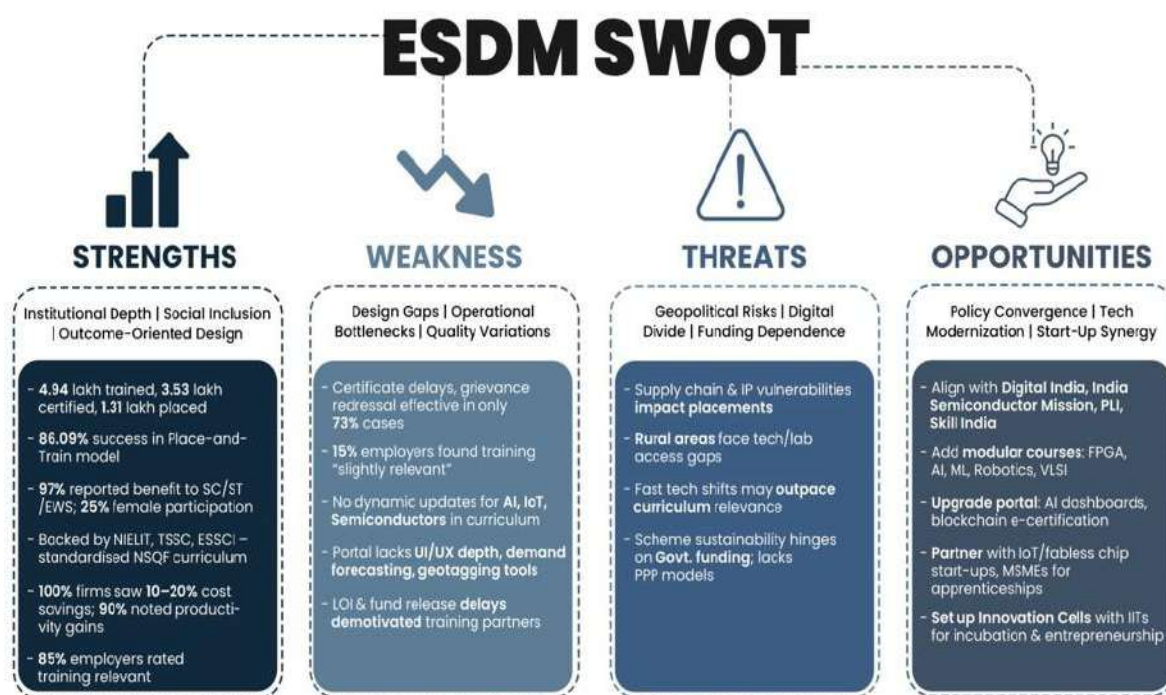 ESDM SWOT
STRENGTHS
Institutional Depth | Social Inclusion
| Outcome-Oriented Design
- 4.94 lakh trained, 3.53 lakh
certified, 1.31 lakh placed
- 86.09% success in Place-and-
Train model
- 97% reported benefit to SC/ST
/EWS; 25% female participation
- Backed by NIELIT, TSSC, ESSCI –
standardised NSQF curriculum
- 100% firms saw 10–20% cost
savings; 90% noted producti-
vity gains
- 85% employers rated
training relevant
WEAKNESS
Design Gaps | Operational
Bottlenecks | Quality Variations
- Certificate delays, grievance
redressal effective in only
73% cases
- 15% employers found training
"slightly relevant"
- No dynamic updates for AI, IoT,
Semiconductors in curriculum
- Portal lacks UI/UX depth, demand
forecasting, geotagging tools
- LOI & fund release delays
demotivated training partners
THREATS
Geopolitical Risks | Digital
Divide | Funding Dependence
- Supply chain & IP vulnerabilities
impact placements
- Rural areas face tech/lab
access gaps
- Fast tech shifts may outpace
curriculum relevance
- Scheme sustainability hinges
on Govt. funding; lacks
PPP models
OPPORTUNITIES
Policy Convergence | Tech
Modernization | Start-Up Synergy
- Align with Digital India, India
Semiconductor Mission, PLI,
Skill India
- Add modular courses: FPGA,
AI, ML, Robotics, VLSI
- Upgrade portal: AI dashboards,
blockchain e-certification
- Partner with IoT/fabless chip
start-ups, MSMEs for
apprenticeships
- Set up Innovation Cells with IITs
for incubation & entrepreneurship